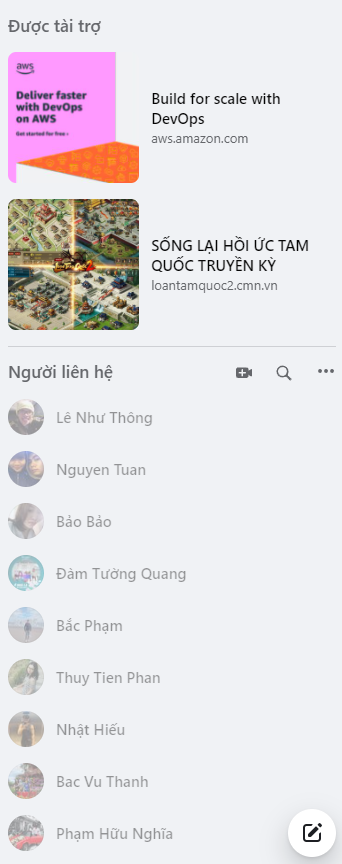 Được tài trợ
aws
Deliver faster
with DevOps
on AWS
Get started for free ›
Build for scale with
DevOps
aws.amazon.com
SỐNG LẠI HỒI ỨC TAM
QUỐC TRUYỀN KỲ
loantamquoc2.cmn.vn
Người liên hệ
Lê Như Thông
Nguyen Tuan
Bảo Bảo
Đàm Tường Quang
Bắc Phạm
Thuy Tien Phan
Nhật Hiếu
Bac Vu Thanh
Phạm Hữu Nghĩa